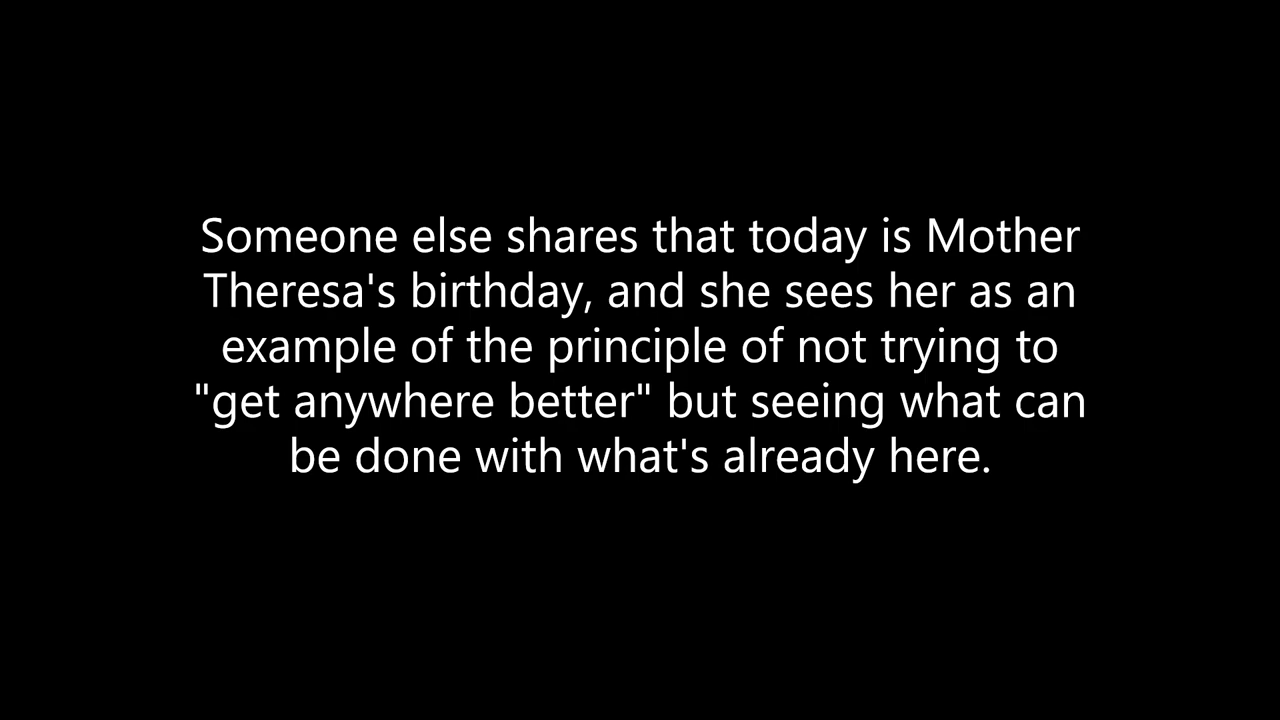 Someone else shares that today is Mother
Theresa's birthday, and she sees her as an
example of the principle of not trying to
"get anywhere better" but seeing what can
be done with what's already here.